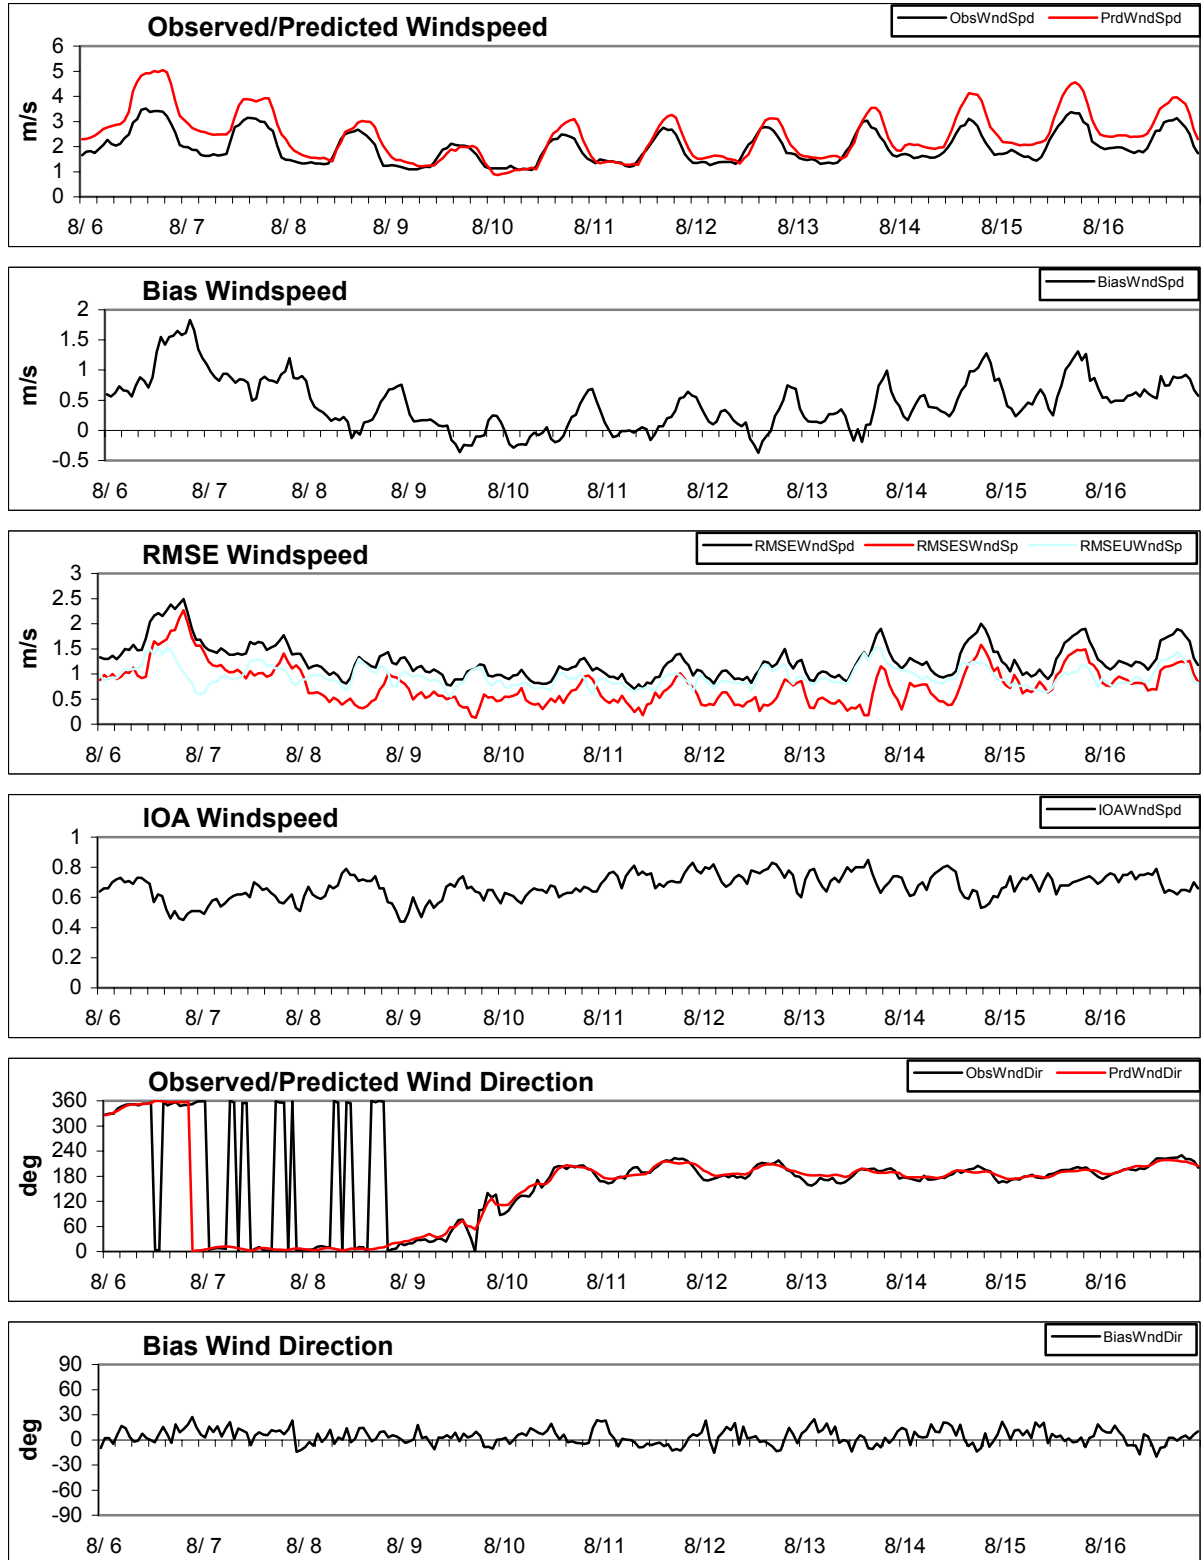 Observed/Predicted Windspeed
ObsWndSpd PrdWndSpd
m/s
6
5
4
3
2
1
0
8/ 6 8/ 7 8/ 8 8/ 9 8/10 8/11 8/12 8/13 8/14 8/15 8/16
Bias Windspeed
BiasWndSpd
m/s
2
1.5
1
0.5
0
-0.5
8/ 6 8/ 7 8/ 8 8/ 9 8/10 8/11 8/12 8/13 8/14 8/15 8/16
RMSE Windspeed
RMSEWndSpd RMSESWndSp RMSEUWndSp
m/s
3
2.5
2
1.5
1
0.5
0
8/ 6 8/ 7 8/ 8 8/ 9 8/10 8/11 8/12 8/13 8/14 8/15 8/16
IOA Windspeed
IOAWndSpd
1
0.8
0.6
0.4
0.2
0
8/ 6 8/ 7 8/ 8 8/ 9 8/10 8/11 8/12 8/13 8/14 8/15 8/16
Observed/Predicted Wind Direction
ObsWndDir PrdWndDir
deg
360
300
240
180
120
60
0
8/ 6 8/ 7 8/ 8 8/ 9 8/10 8/11 8/12 8/13 8/14 8/15 8/16
Bias Wind Direction
BiasWndDir
deg
90
60
30
0
-30
-60
-90
8/ 6 8/ 7 8/ 8 8/ 9 8/10 8/11 8/12 8/13 8/14 8/15 8/16